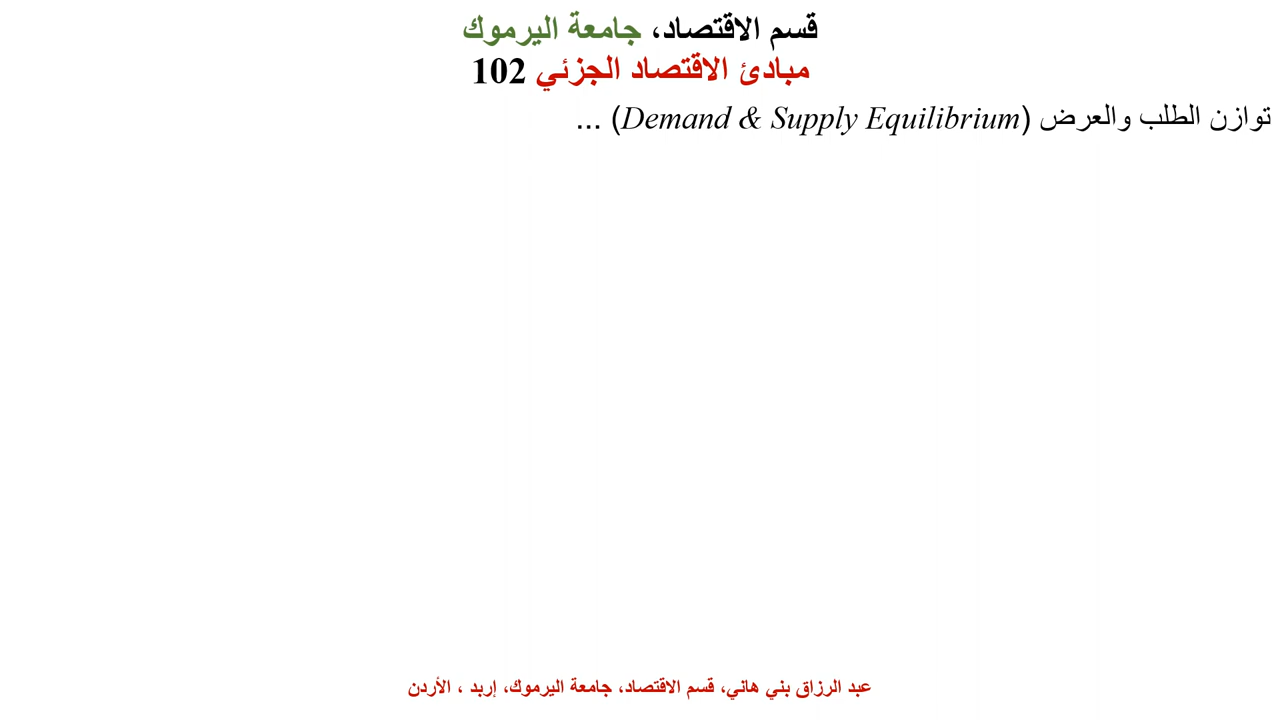 قسم الاقتصاد، جامعة اليرموك
مبادئ الاقتصاد الجزئي 102
توازن الطلب والعرض (Demand & Supply Equilibrium) ...
عبد الرزاق بني هاني، قسم الاقتصاد، جامعة اليرموك، إربد ، الأردن